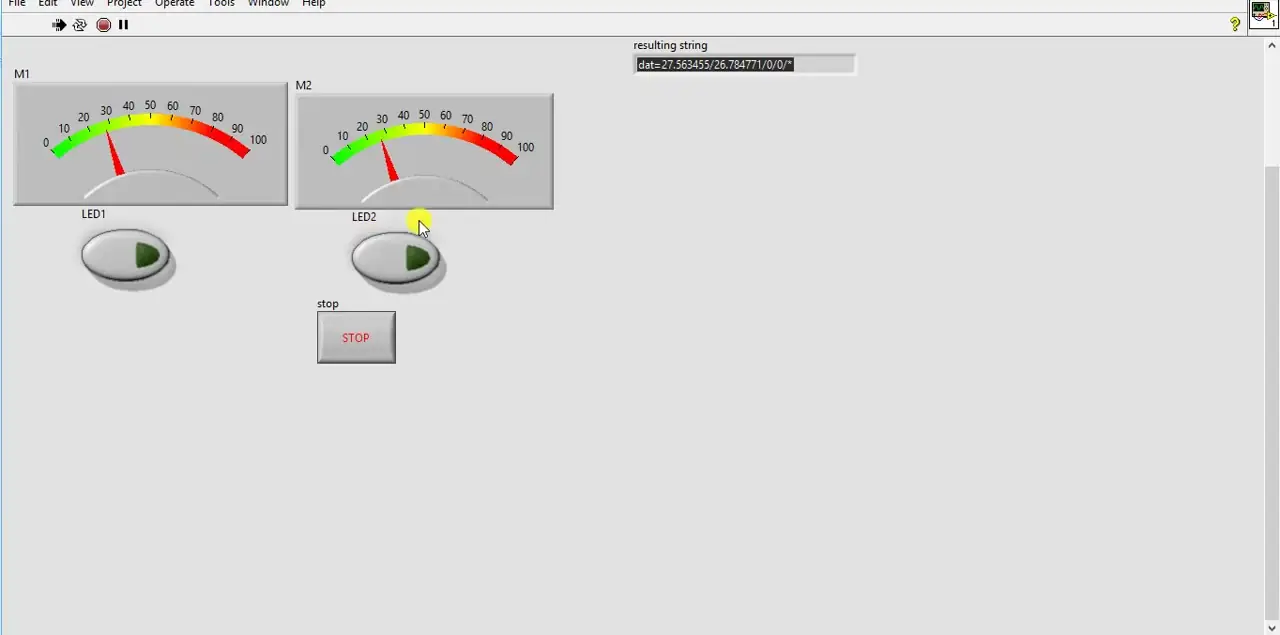 File Edit View Project Operate Tools Window Help
1
resulting string
dat=27.563455/26.784771/0/0/*
M1
0 10 20 30 40 50 60 70 80 90 100
M2
0 10 20 30 40 50 60 70 80 90 100
LED1
LED2
stop
STOP